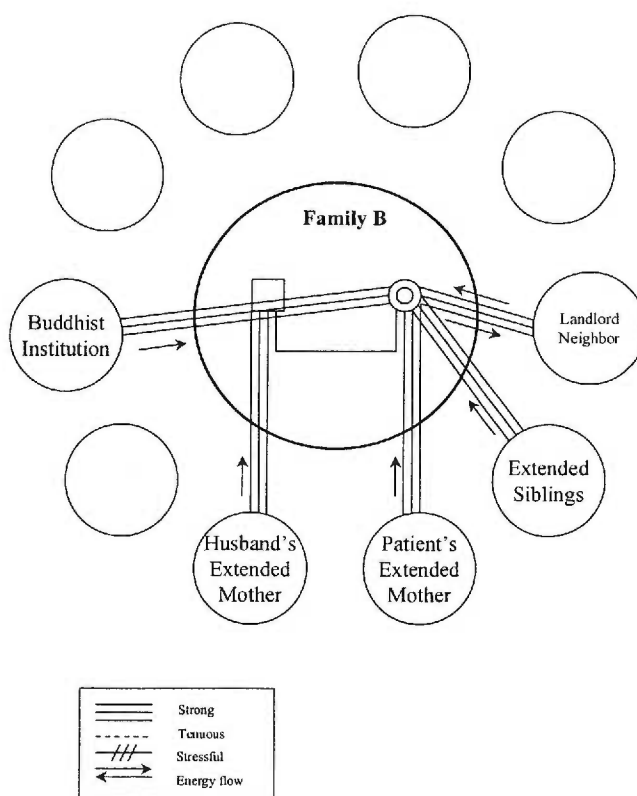 Family B
Buddhist
Institution
Landlord
Neighbor
Extended
Siblings
Husband's
Extended
Mother
Patient's
Extended
Mother
Strong
Tenuous
Stressful
Energy flow